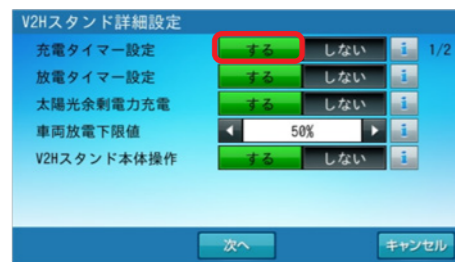 V2Hスタンド詳細設定
充電タイマー設定 する しない i 1/2
放電タイマー設定 する しない i
太陽光余剰電力充電 する しない i
車両放電下限値 50% i
V2Hスタンド本体操作 する しない i
次へ キャンセル